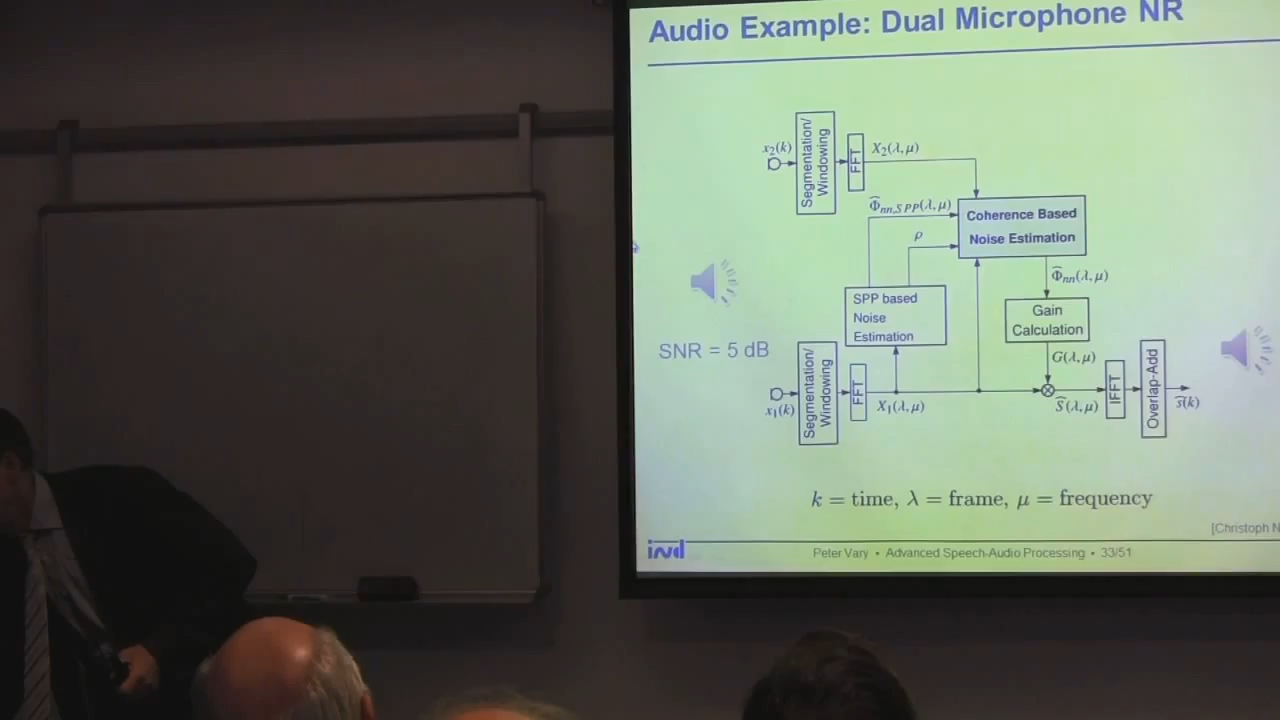 Audio Example: Dual Microphone NR
x₂(k)
Segmentation/
Windowing
FFT
X₂(λ,μ)
Φ̂nn,SPP(λ,μ)
ρ
Coherence Based
Noise Estimation
Φ̂nn(λ,μ)
SPP based
Noise
Estimation
Gain
Calculation
SNR = 5 dB
G(λ,μ)
x₁(k)
Segmentation/
Windowing
FFT
X₁(λ,μ)
Ŝ(λ,μ)
IFFT
Overlap-Add
ŝ(k)
k = time, λ = frame, μ = frequency
[Christoph N
ind
Peter Vary • Advanced Speech-Audio Processing • 33/51